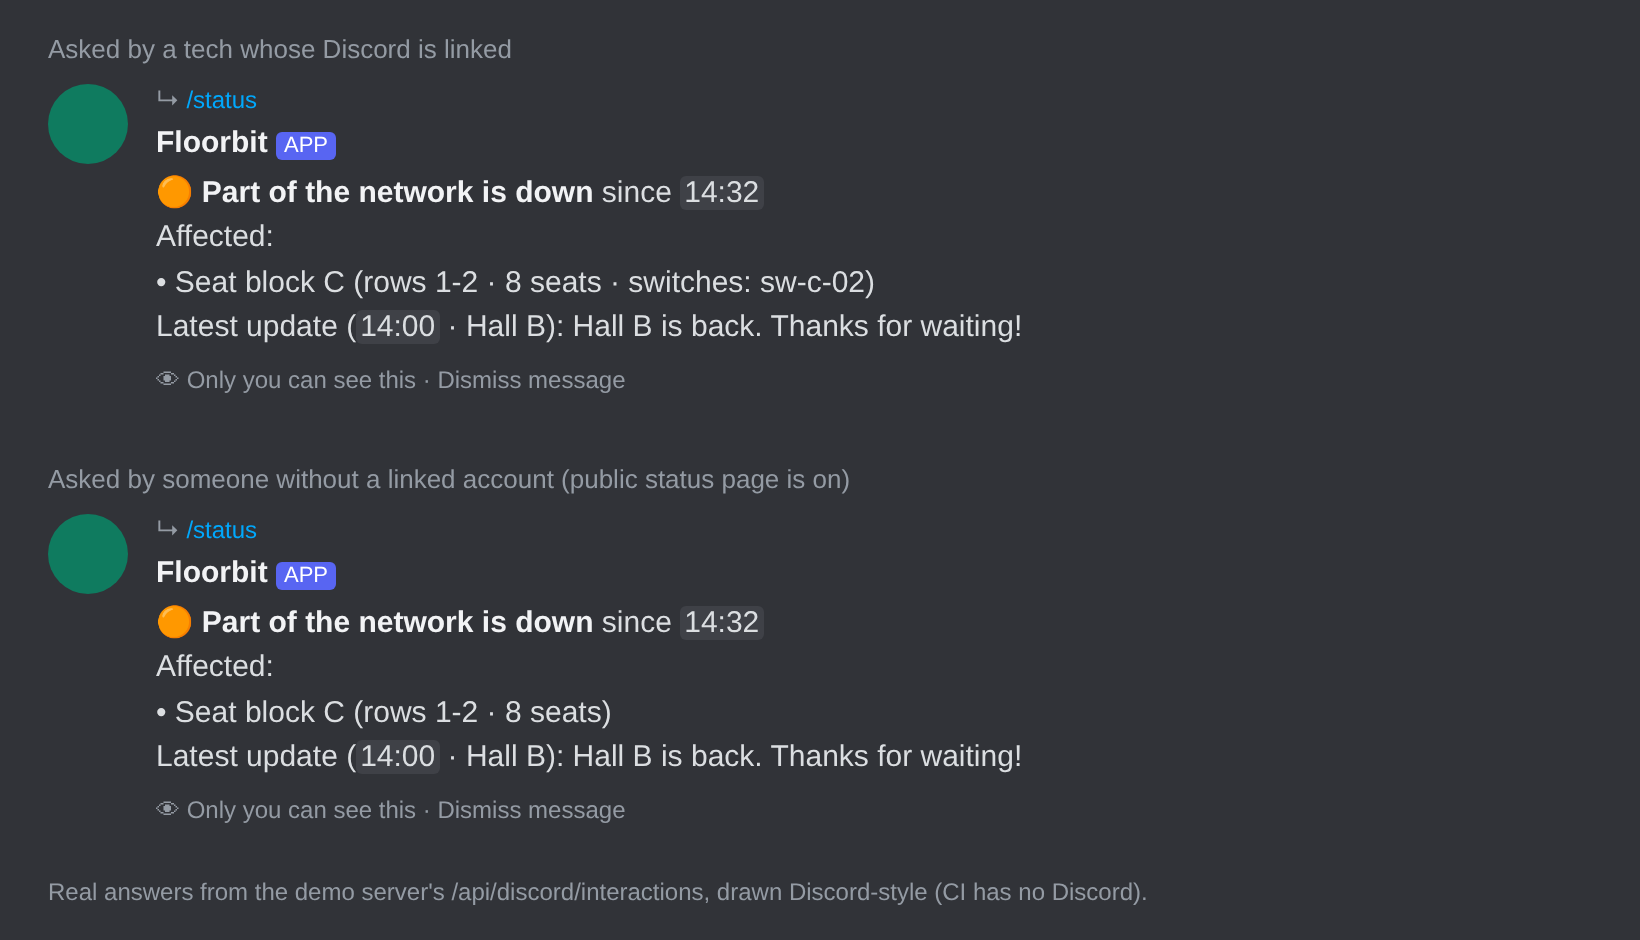 Asked by a tech whose Discord is linked
/status
Floorbit APP
Part of the network is down since 14:32
Affected:
• Seat block C (rows 1-2 · 8 seats · switches: sw-c-02)
Latest update (14:00 · Hall B): Hall B is back. Thanks for waiting!
Only you can see this · Dismiss message
Asked by someone without a linked account (public status page is on)
/status
Floorbit APP
Part of the network is down since 14:32
Affected:
• Seat block C (rows 1-2 · 8 seats)
Latest update (14:00 · Hall B): Hall B is back. Thanks for waiting!
Only you can see this · Dismiss message
Real answers from the demo server's /api/discord/interactions, drawn Discord-style (CI has no Discord).